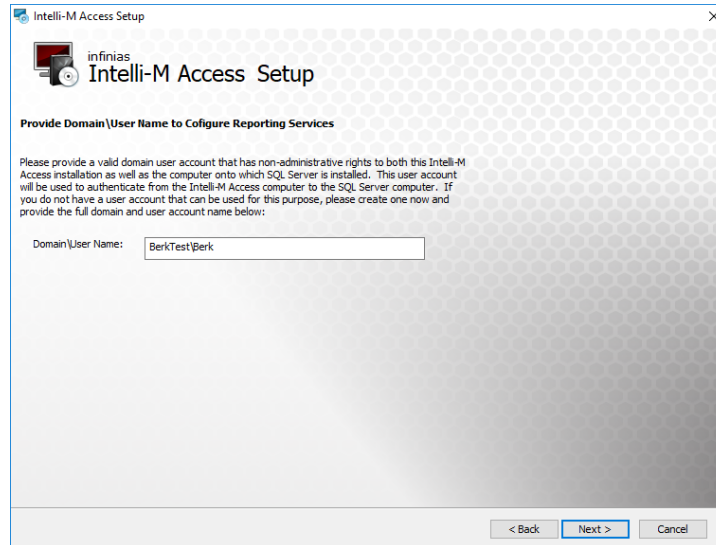 Intelli-M Access Setup
infinias
Intelli-M Access Setup
Provide Domain\User Name to Cofigure Reporting Services
Please provide a valid domain user account that has non-administrative rights to both this Intelli-M
Access installation as well as the computer onto which SQL Server is installed. This user account
will be used to authenticate from the Intelli-M Access computer to the SQL Server computer. If
you do not have a user account that can be used for this purpose, please create one now and
provide the full domain and user account name below:
Domain\User Name: BerkTest\Berk
< Back Next > Cancel